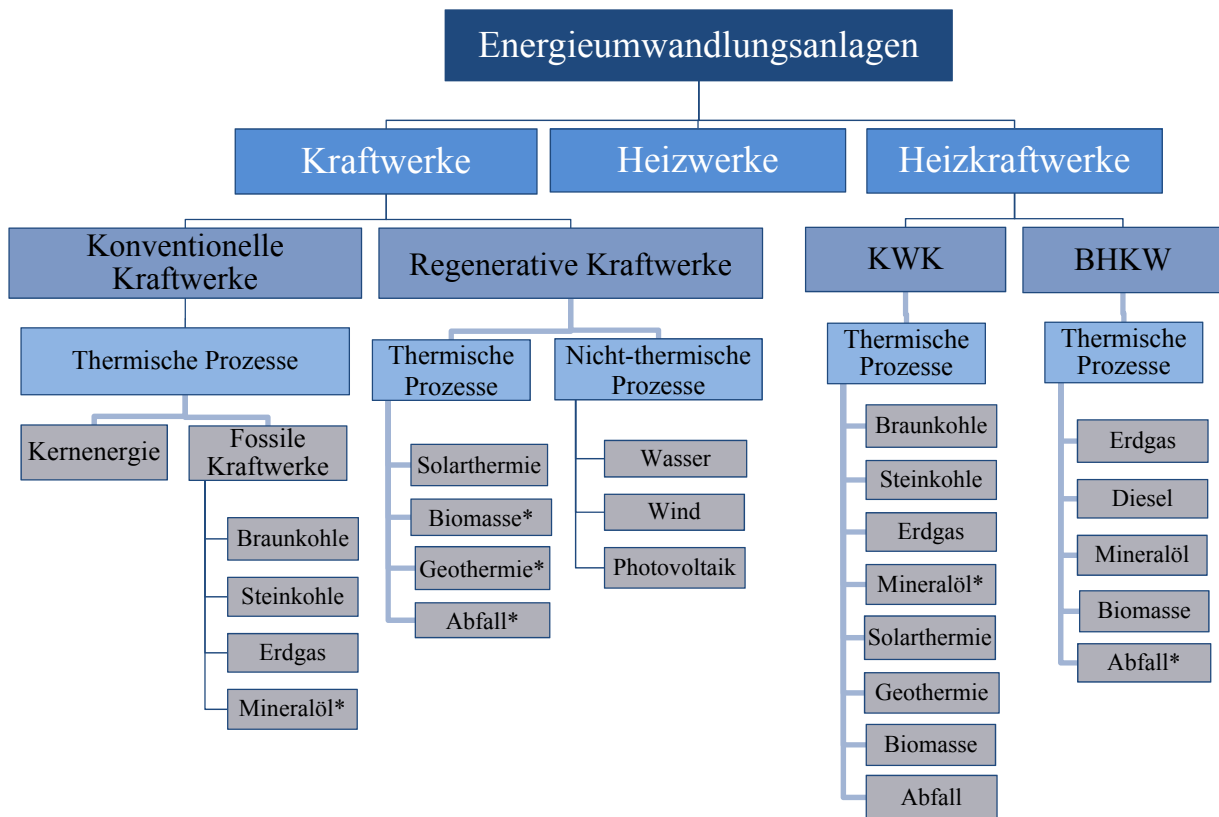 Energieumwandlungsanlagen
Kraftwerke
Heizwerke
Heizkraftwerke
Konventionelle
Kraftwerke
Regenerative Kraftwerke
KWK
BHKW
Thermische Prozesse
Thermische
Prozesse
Nicht-thermische
Prozesse
Thermische
Prozesse
Thermische
Prozesse
Kernenergie
Fossile
Kraftwerke
Braunkohle
Steinkohle
Erdgas
Mineralöl*
Solarthermie
Biomasse*
Geothermie*
Abfall*
Wasser
Wind
Photovoltaik
Braunkohle
Steinkohle
Erdgas
Mineralöl*
Solarthermie
Geothermie
Biomasse
Abfall
Erdgas
Diesel
Mineralöl
Biomasse
Abfall*